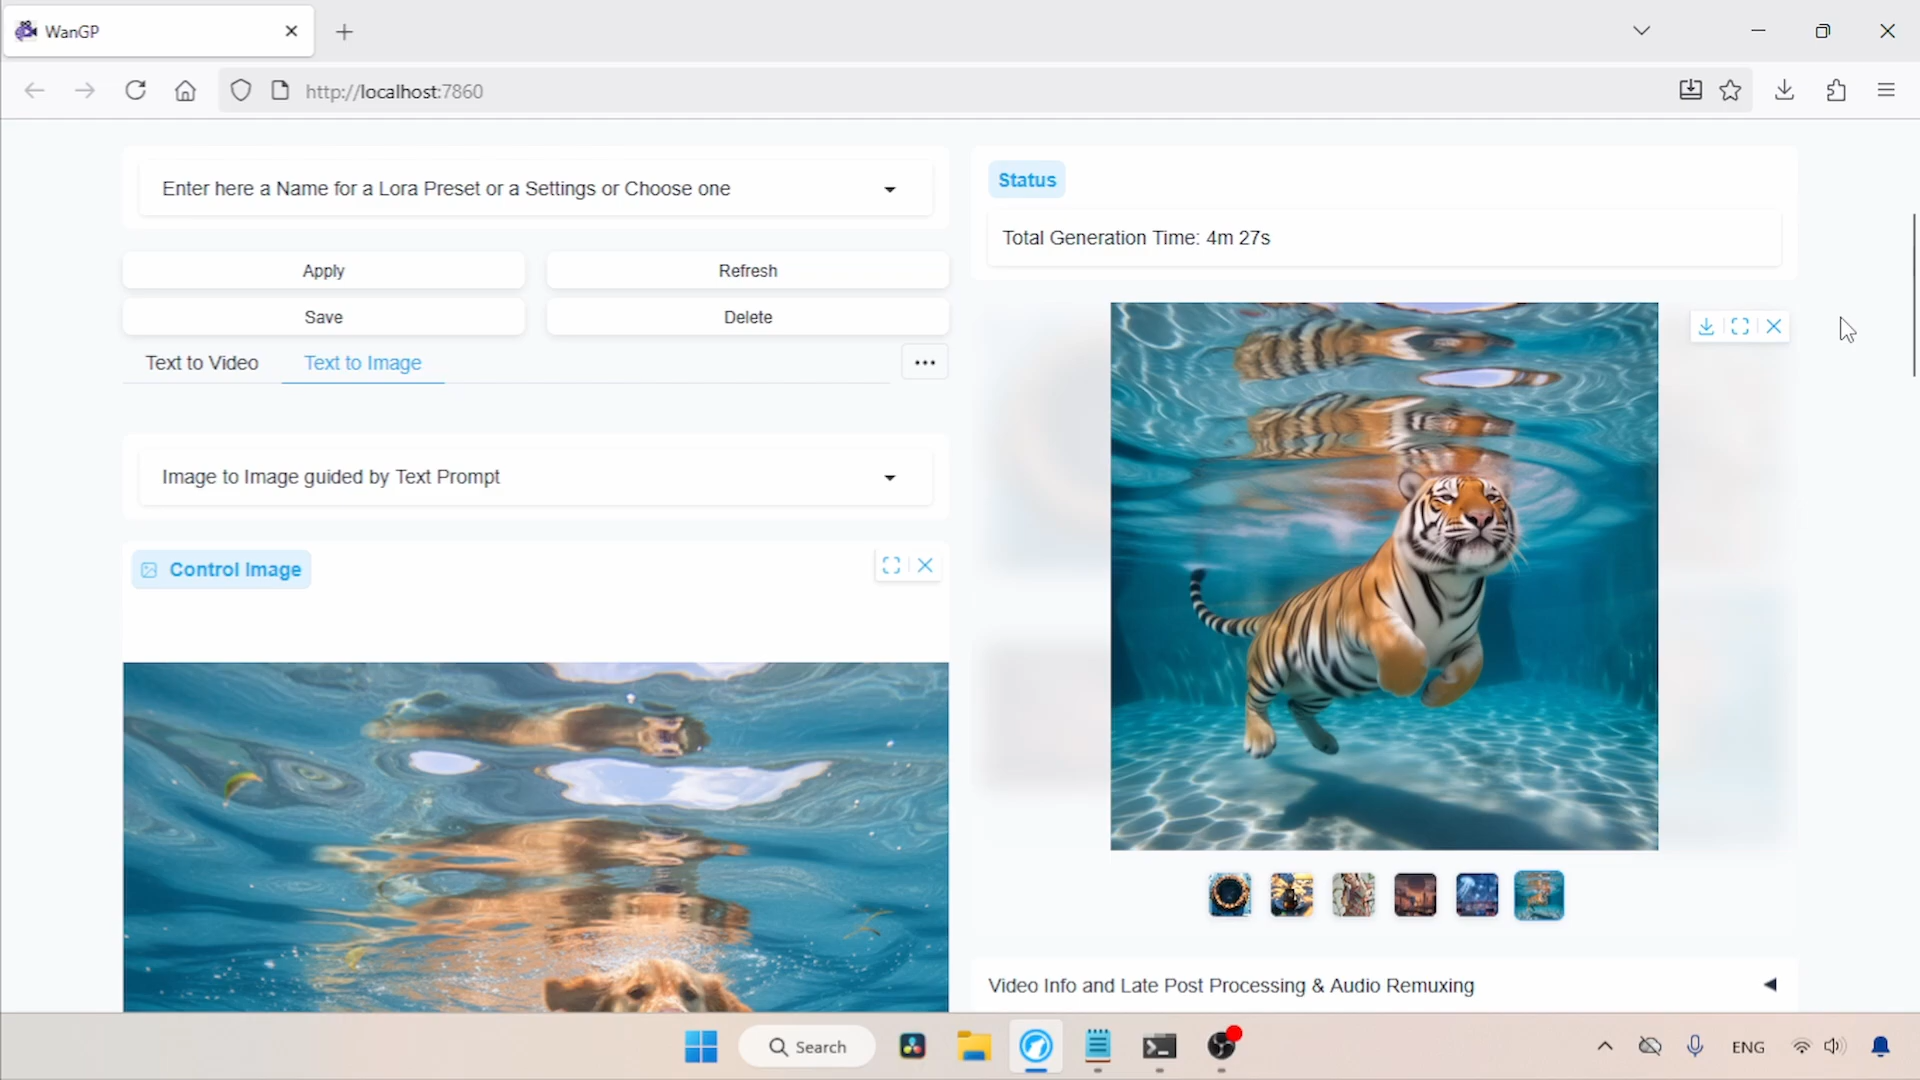 WanGP
http://localhost:7860
Enter here a Name for a Lora Preset or a Settings or Choose one
Apply
Refresh
Save
Delete
Text to Video
Text to Image
Image to Image guided by Text Prompt
Control Image
Status
Total Generation Time: 4m 27s
Video Info and Late Post Processing & Audio Remuxing
Search
ENG